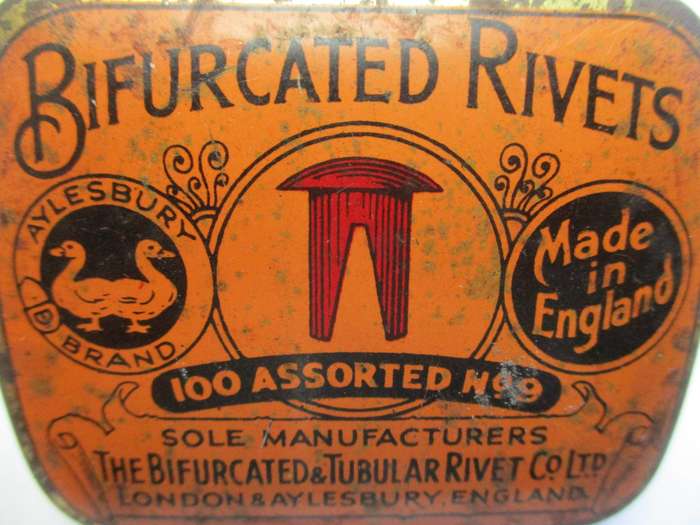 BIFURCATED RIVETS
AYLESBURY
D
BRAND
Made
in
England
100 ASSORTED Nº 9
SOLE MANUFACTURERS
THE BIFURCATED & TUBULAR RIVET CO LTD
LONDON & AYLESBURY, ENGLAND.